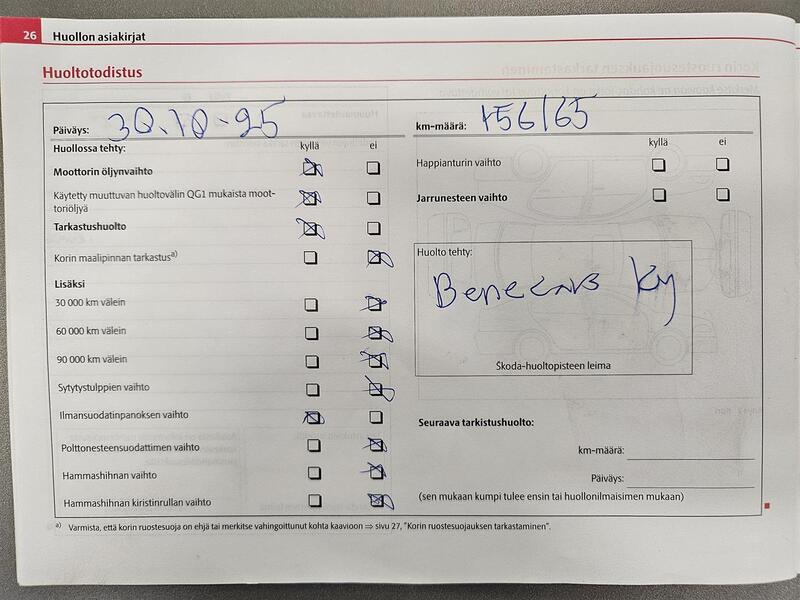 26 Huollon asiakirjat
Huoltotodistus
Päiväys: 30.10-25
Huollossa tehty: kyllä ei
Moottorin öljynvaihto
Käytetty muuttuvan huoltovälin QG1 mukaista moot-
toriöljyä
Tarkastushuolto
Korin maalipinnan tarkastus a)
Lisäksi
30 000 km välein
60 000 km välein
90 000 km välein
Sytytystulppien vaihto
Ilmansuodatinpanoksen vaihto
Polttonesteensuodattimen vaihto
Hammashihnan vaihto
Hammashihnan kiristinrullan vaihto
km-määrä: 156165
kyllä ei
Happianturin vaihto
Jarrunesteen vaihto
Huolto tehty:
Benecars Ky
Škoda-huoltopisteen leima
Seuraava tarkistushuolto:
km-määrä:
Päiväys:
(sen mukaan kumpi tulee ensin tai huollonilmaisimen mukaan)
a) Varmista, että korin ruostesuoja on ehjä tai merkitse vahingoittunut kohta kaavioon ⇒ sivu 27, "Korin ruostesuojauksen tarkastaminen".